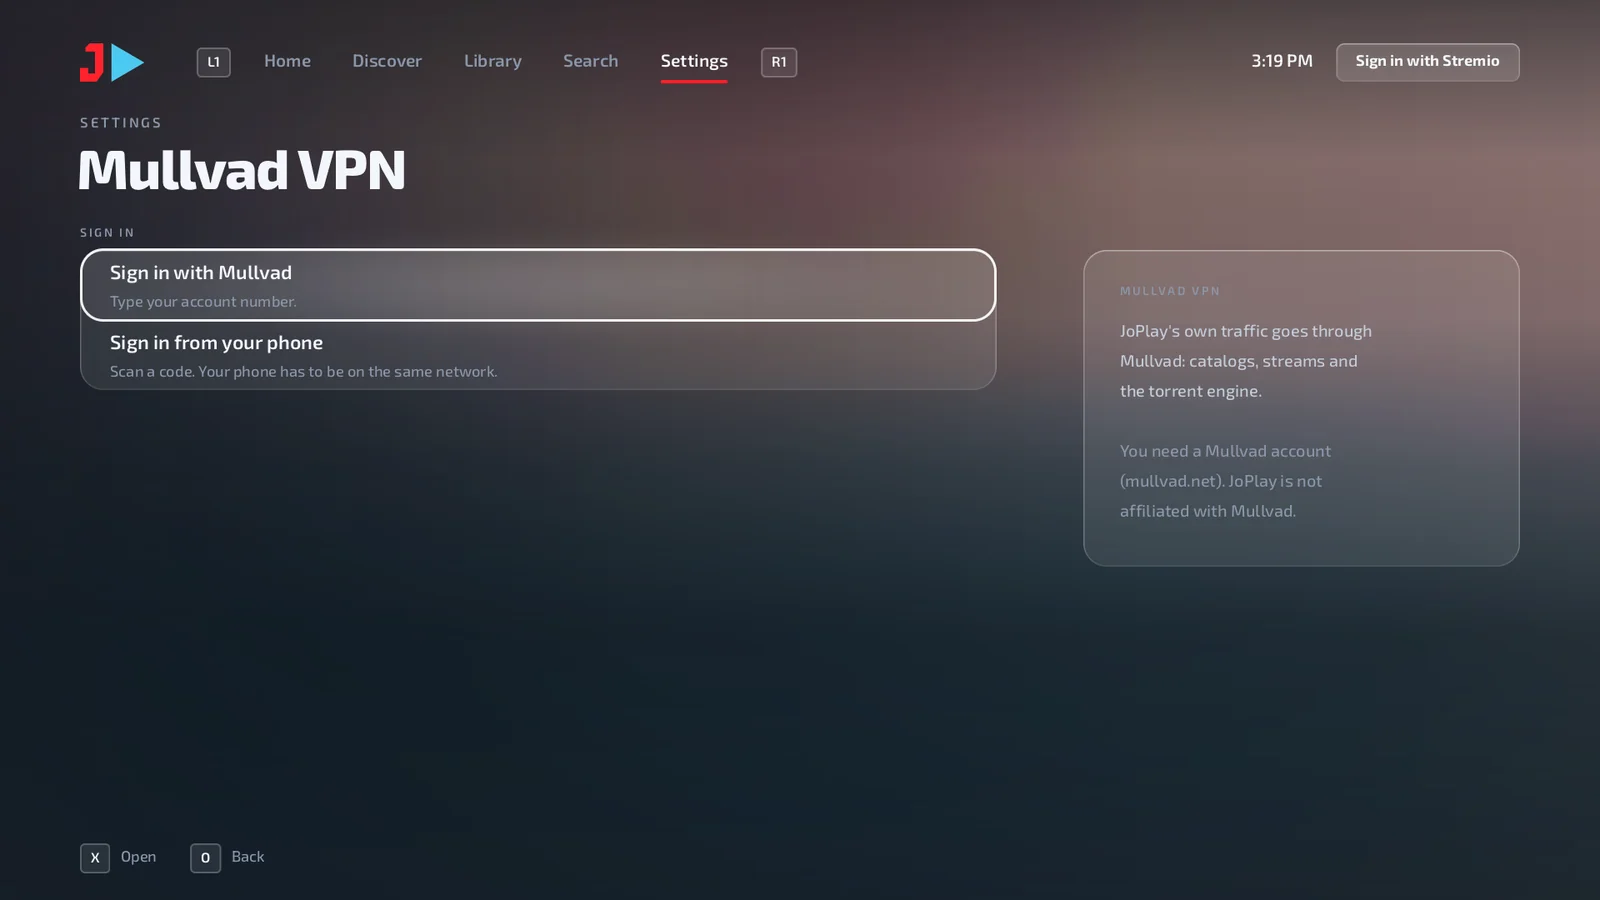 J
L1 Home Discover Library Search Settings R1 3:19 PM Sign in with Stremio
SETTINGS
Mullvad VPN
SIGN IN
Sign in with Mullvad
Type your account number.
Sign in from your phone
Scan a code. Your phone has to be on the same network.
MULLVAD VPN
JoPlay's own traffic goes through
Mullvad: catalogs, streams and
the torrent engine.
You need a Mullvad account
(mullvad.net). JoPlay is not
affiliated with Mullvad.
X Open O Back